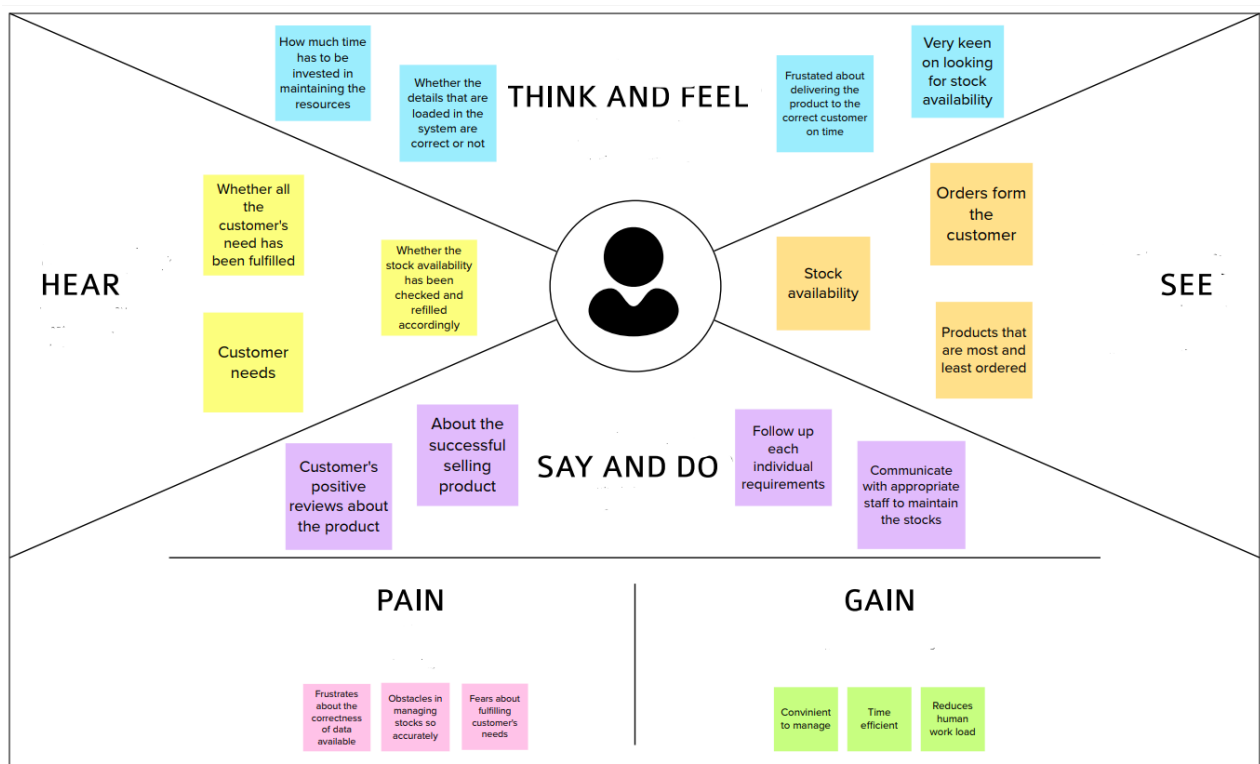 How much time
has to be
invested in
maintaining the
resources
Whether the
details that are
loaded in the
system are
correct or not
THINK AND FEEL
Frustated about
delivering the
product to the
correct customer
on time
Very keen
on looking
for stock
availability
HEAR
Whether all
the
customer's
need has
been fulfilled
Whether the
stock availability
has been
checked and
refilled
accordingly
Customer
needs
Stock
availability
Orders form
the
customer
Products that
are most and
least ordered
SEE
Customer's
positive
reviews about
the product
About the
successful
selling
product
SAY AND DO
Follow up
each
individual
requirements
Communicate
with appropriate
staff to maintain
the stocks
PAIN
Frustrates
about the
correctness
of data
available
Obstacles in
managing
stocks so
accurately
Fears about
fulfilling
customer's
needs
GAIN
Convinient
to manage
Time
efficient
Reduces
human
work load